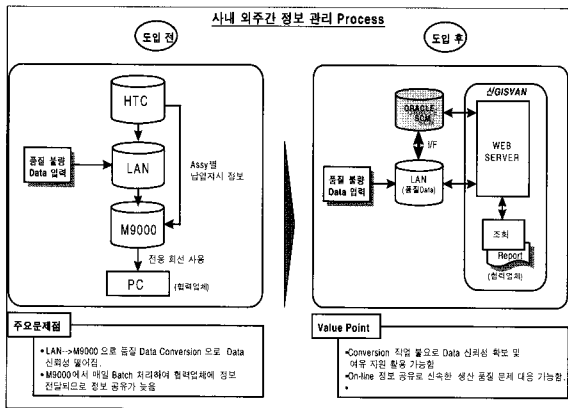 사내 외주간 정보 관리 Process
도입 전
HTC
품질 불량
Data 입력
LAN
Assy별
납입지시 정보
M9000
전용 회선 사용
PC
(협력업체)
주요문제점
• LAN-->M9000 으로 품질 Data Conversion 으로 Data
신뢰성 떨어짐.
• M9000에서 매일 Batch 처리하여 협력업체에 정보
전달되므로 정보 공유가 늦음
도입 후
GISVAN
ORACLE
SCM
I/F
WEB
SERVER
품질 불량
Data 입력
LAN
(품질Data)
조회
Report
(협력업체)
Value Point
•Conversion 작업 불요로 Data 신뢰성 확보 및
여유 지원 활용 가능함
•On-line 정보 공유로 신속한 생산 품질 문제 대응 가능함.
•